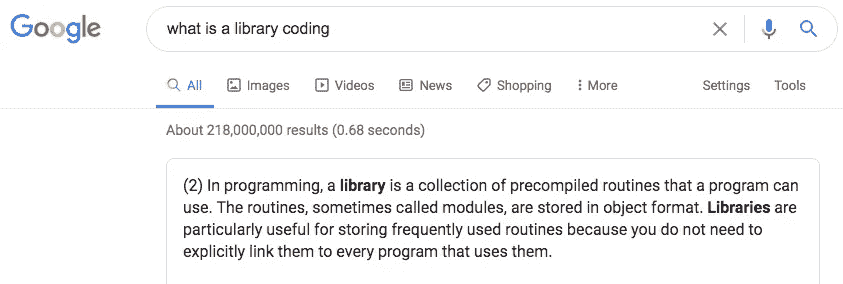 Google
what is a library coding
All Images Videos News Shopping More Settings Tools
About 218,000,000 results (0.68 seconds)
(2) In programming, a library is a collection of precompiled routines that a program can
use. The routines, sometimes called modules, are stored in object format. Libraries are
particularly useful for storing frequently used routines because you do not need to
explicitly link them to every program that uses them.